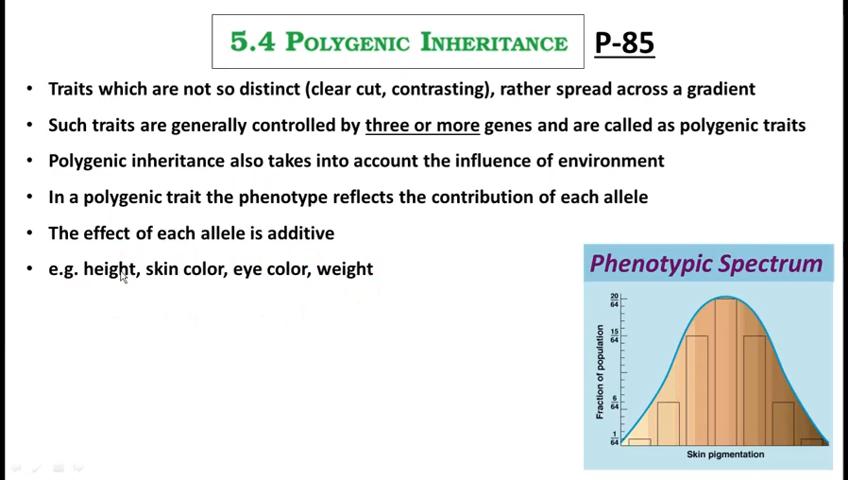 5.4 POLYGENIC INHERITANCE P-85
• Traits which are not so distinct (clear cut, contrasting), rather spread across a gradient
• Such traits are generally controlled by three or more genes and are called as polygenic traits
• Polygenic inheritance also takes into account the influence of environment
• In a polygenic trait the phenotype reflects the contribution of each allele
• The effect of each allele is additive
• e.g. height, skin color, eye color, weight
Phenotypic Spectrum
Fraction of population
20/64
15/64
6/64
1/64
Skin pigmentation